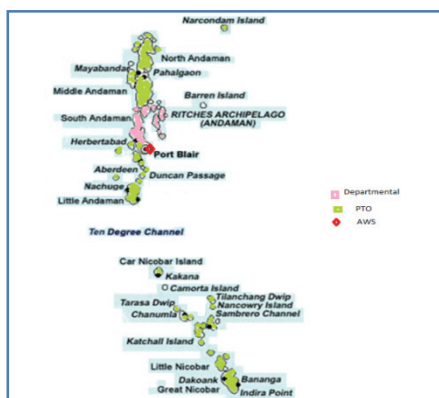 Narcondam Island
North Andaman
Mayabandar
Pahalgaon
Middle Andaman
Barren Island
South Andaman
RITCHES ARCHIPELAGO
(ANDAMAN)
Herbertabad
Port Blair
Aberdeen
Duncan Passage
Nachuge
Little Andaman
Departmental
PTO
AWS
Ten Degree Channel
Car Nicobar Island
Kakana
Camorta Island
Tilanchang Dwip
Tarasa Dwip
Nancowry Island
Chanumla
Sambrero Channel
Katchall Island
Little Nicobar
Dakoank
Bananga
Great Nicobar
Indira Point